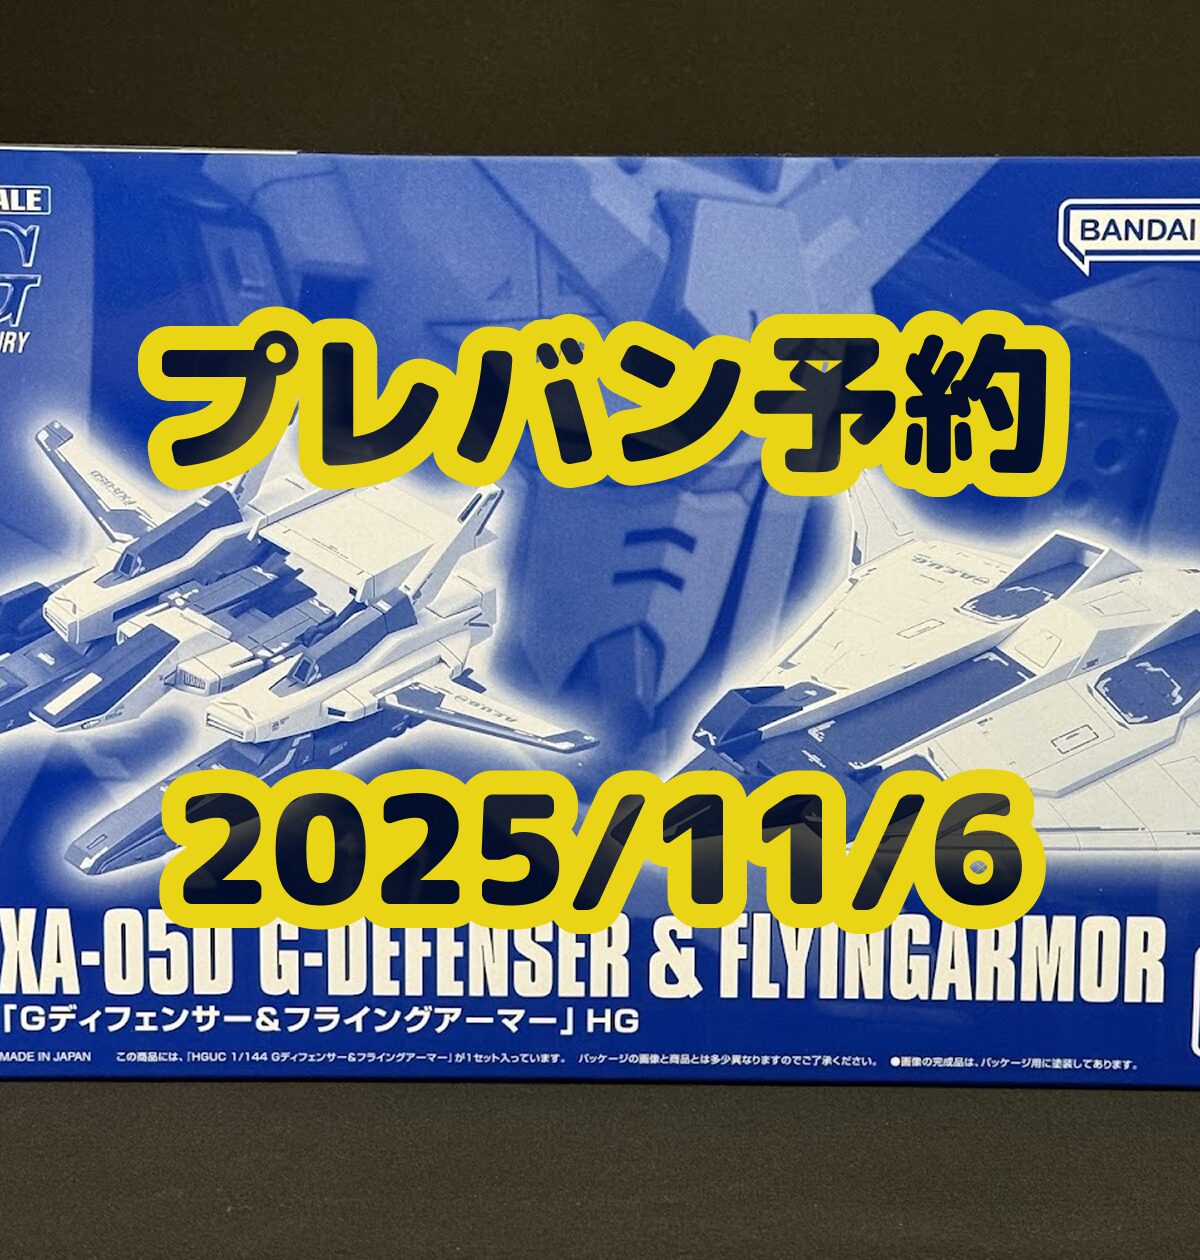 ALE
BANDAI
URY
プレバン予約
FXA-05D
AEUG
AEUG
2025/11/6
XA-05D G-DEFENSER & FLYINGARMOR
「Gディフェンサー&フライングアーマー」HG
MADE IN JAPAN この商品には、『HGUC 1/144 Gディフェンサー&フライングアーマー』が1セット入っています。 パッケージの画像と商品とは多少異なりますのでご了承ください。 ●画像の完成品は、パッケージ用に塗装してあります。